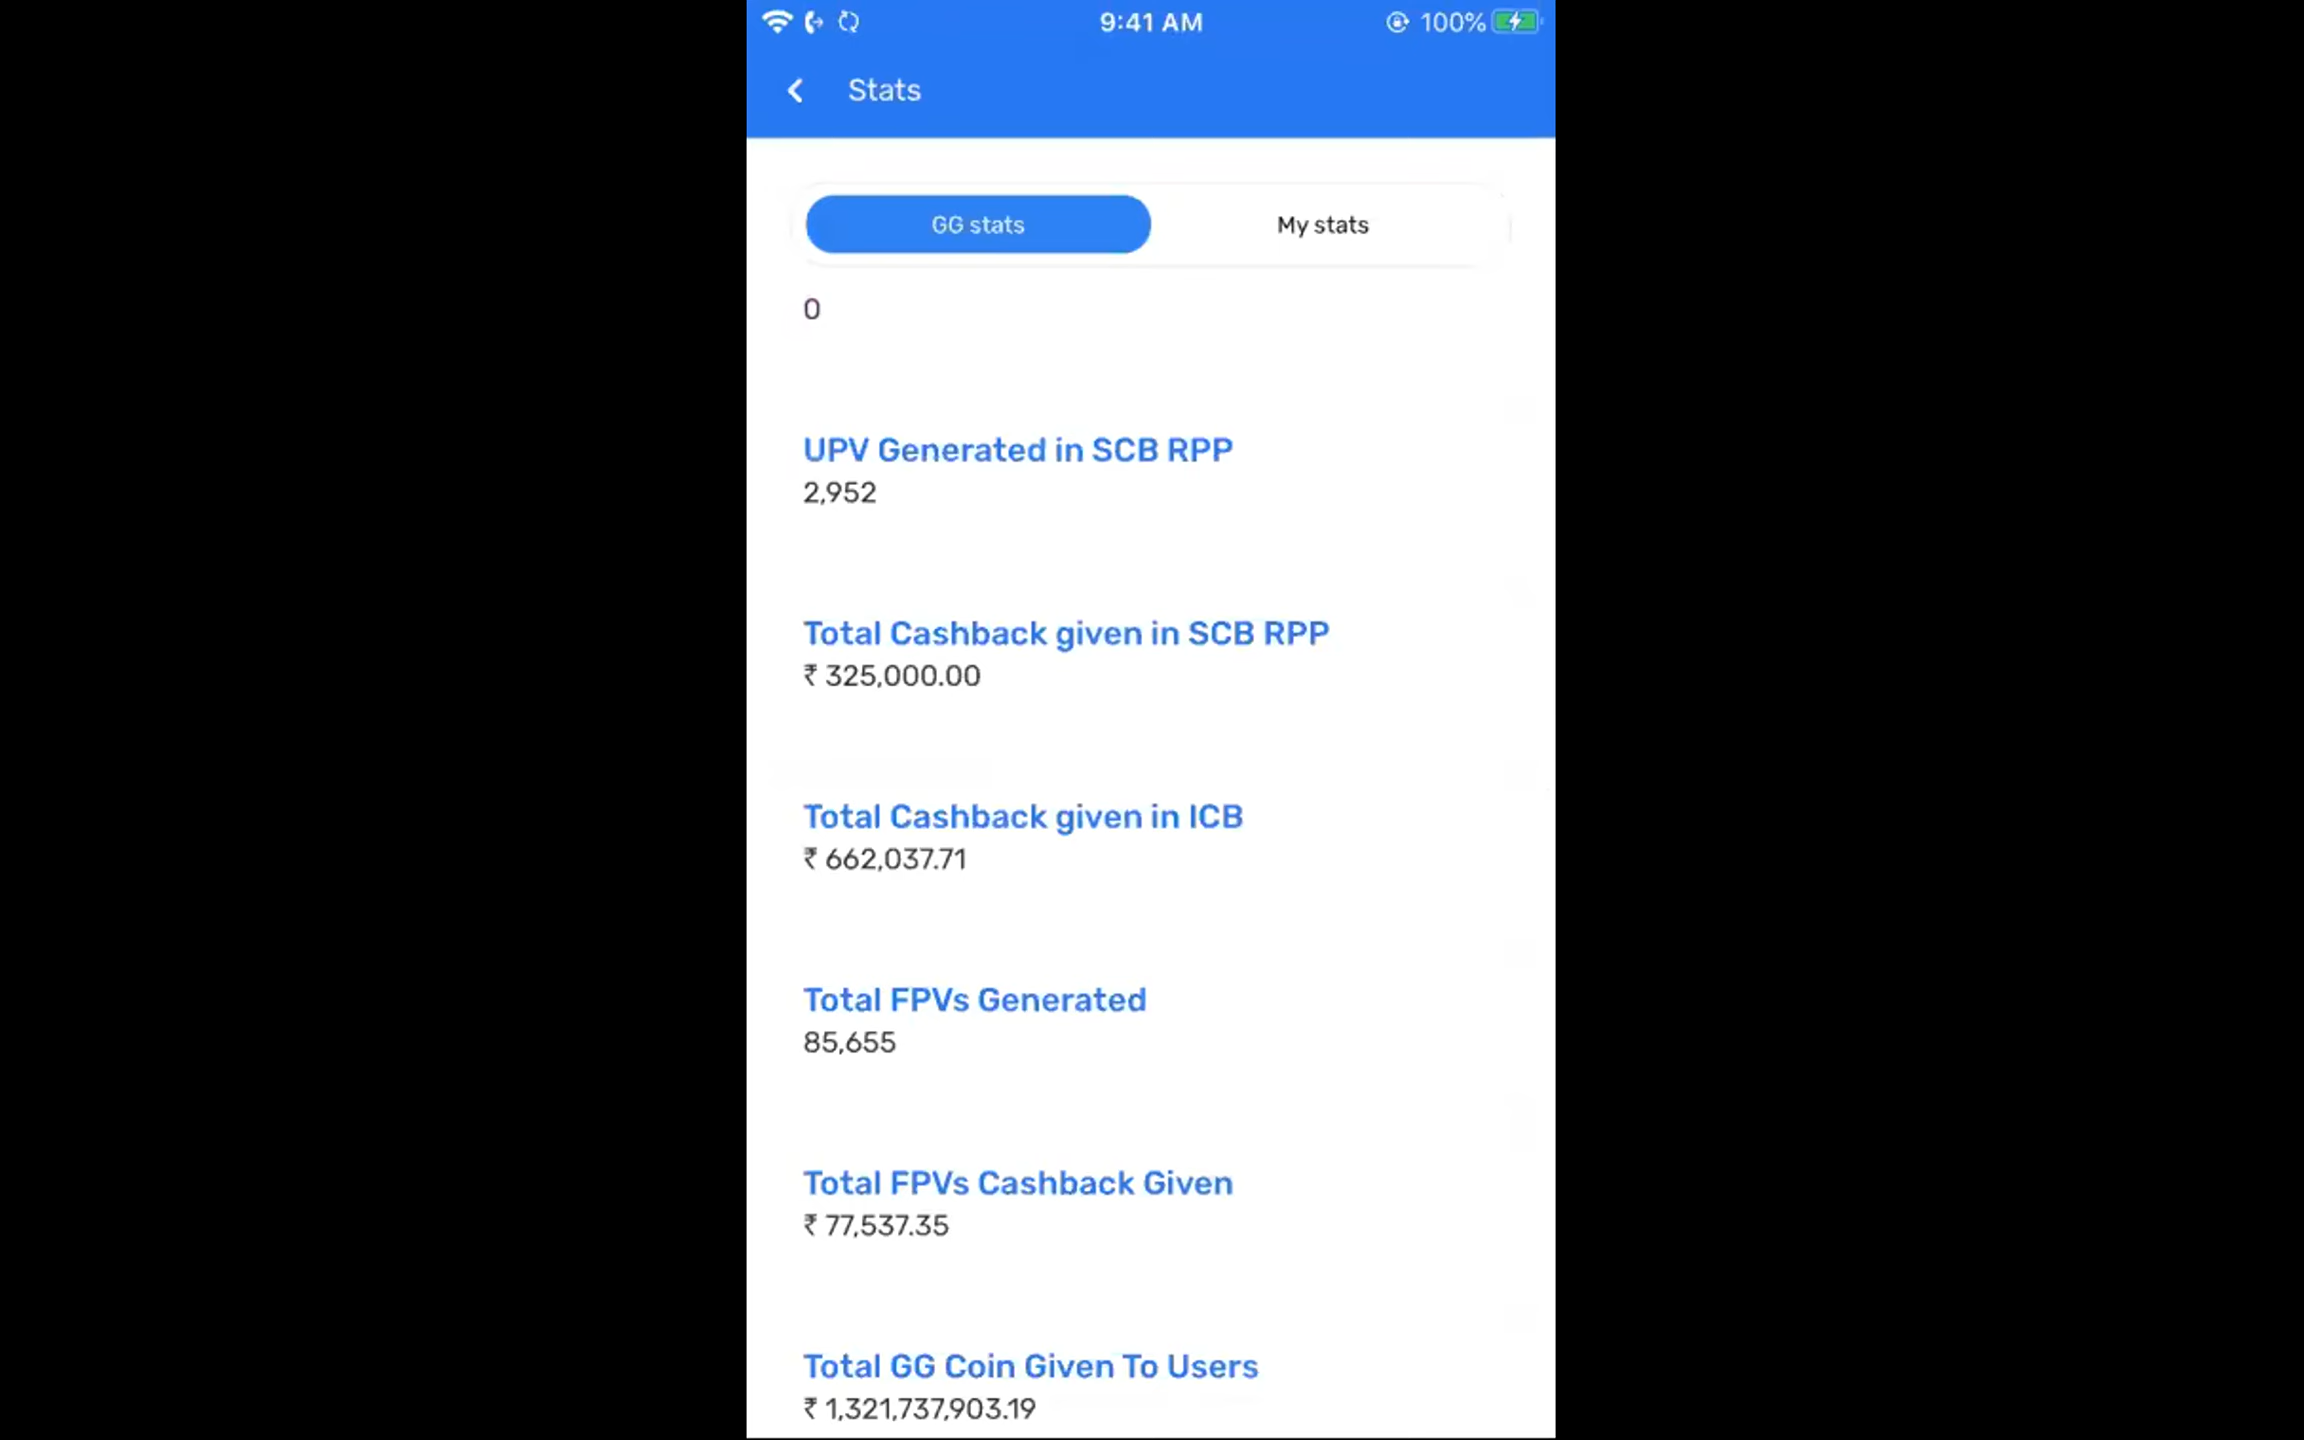 9:41 AM
100%
Stats
GG stats
My stats
0
UPV Generated in SCB RPP
2,952
Total Cashback given in SCB RPP
₹ 325,000.00
Total Cashback given in ICB
₹ 662,037.71
Total FPVs Generated
85,655
Total FPVs Cashback Given
₹ 77,537.35
Total GG Coin Given To Users
₹ 1,321,737,903.19